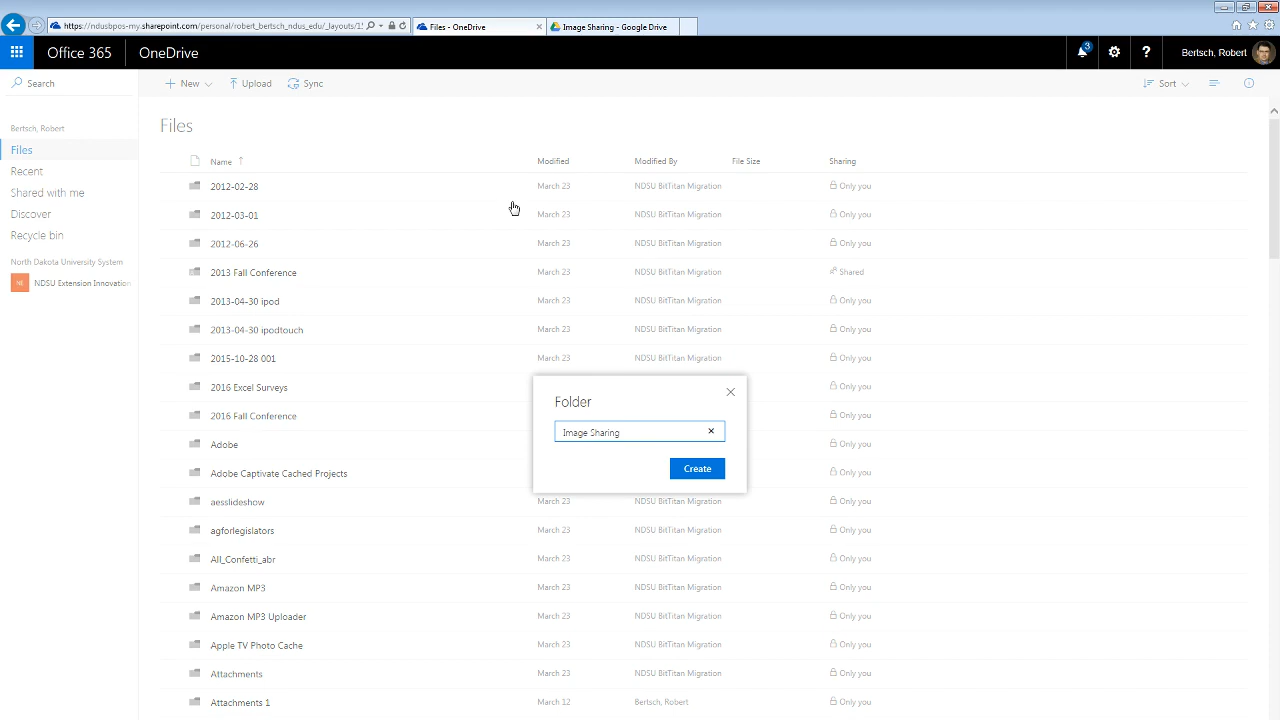 https://ndusbpos-my.sharepoint.com/personal/robert_bertsch_ndus_edu/_layouts/15
Files - OneDrive
Image Sharing - Google Drive
Office 365
OneDrive
3
?
Bertsch, Robert
Search
New
Upload
Sync
Sort
Bertsch, Robert
Files
Recent
Shared with me
Discover
Recycle bin
North Dakota University System
NE
NDSU Extension Innovation
Files
Name Modified Modified By File Size Sharing
2012-02-28 March 23 NDSU BitTitan Migration Only you
2012-03-01 March 23 NDSU BitTitan Migration Only you
2012-06-26 March 23 NDSU BitTitan Migration Only you
2013 Fall Conference March 23 NDSU BitTitan Migration Shared
2013-04-30 ipod March 23 NDSU BitTitan Migration Only you
2013-04-30 ipodtouch March 23 NDSU BitTitan Migration Only you
2015-10-28 001 March 23 NDSU BitTitan Migration Only you
2016 Excel Surveys Only you
2016 Fall Conference Only you
Adobe Only you
Adobe Captivate Cached Projects Only you
Folder
Image Sharing
Create
aesslideshow March 23 NDSU BitTitan Migration Only you
agforlegislators March 23 NDSU BitTitan Migration Only you
All_Confetti_abr March 23 NDSU BitTitan Migration Only you
Amazon MP3 March 23 NDSU BitTitan Migration Only you
Amazon MP3 Uploader March 23 NDSU BitTitan Migration Only you
Apple TV Photo Cache March 23 NDSU BitTitan Migration Only you
Attachments March 23 NDSU BitTitan Migration Only you
Attachments 1 March 12 Bertsch, Robert Only you